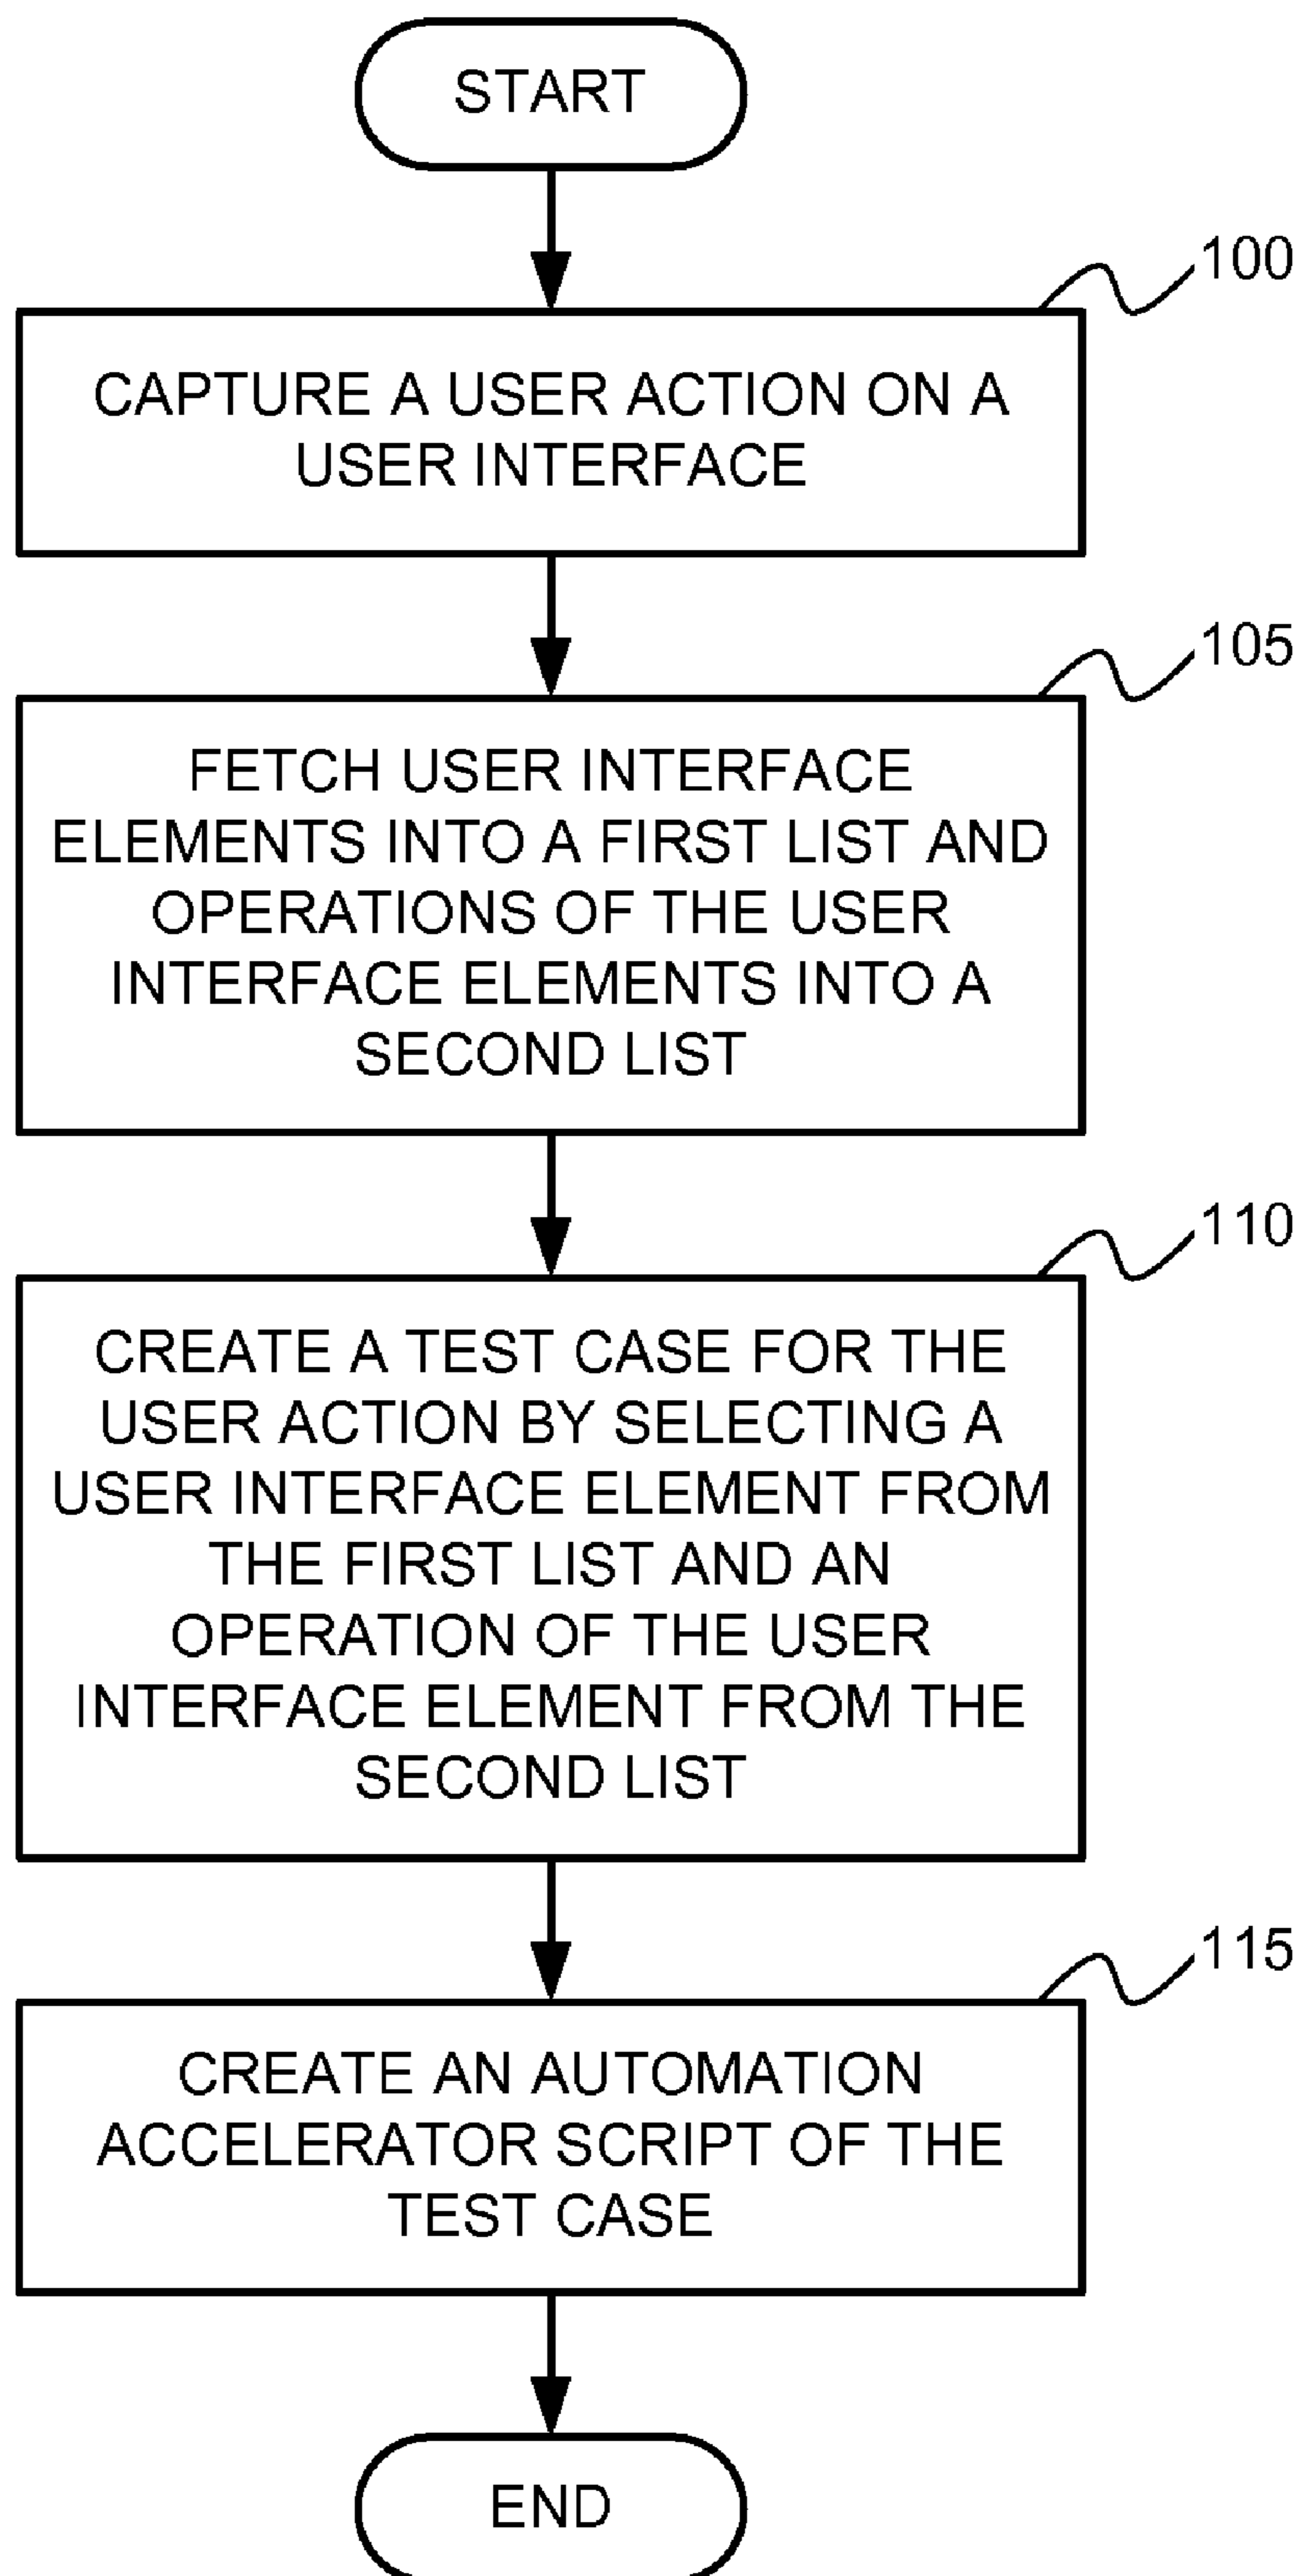 START
100
CAPTURE A USER ACTION ON A
USER INTERFACE
105
FETCH USER INTERFACE
ELEMENTS INTO A FIRST LIST AND
OPERATIONS OF THE USER
INTERFACE ELEMENTS INTO A
SECOND LIST
110
CREATE A TEST CASE FOR THE
USER ACTION BY SELECTING A
USER INTERFACE ELEMENT FROM
THE FIRST LIST AND AN
OPERATION OF THE USER
INTERFACE ELEMENT FROM THE
SECOND LIST
115
CREATE AN AUTOMATION
ACCELERATOR SCRIPT OF THE
TEST CASE
END